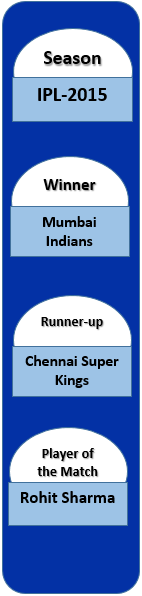 Season
IPL-2015
Winner
Mumbai
Indians
Runner-up
Chennai Super
Kings
Player of
the Match
Rohit Sharma